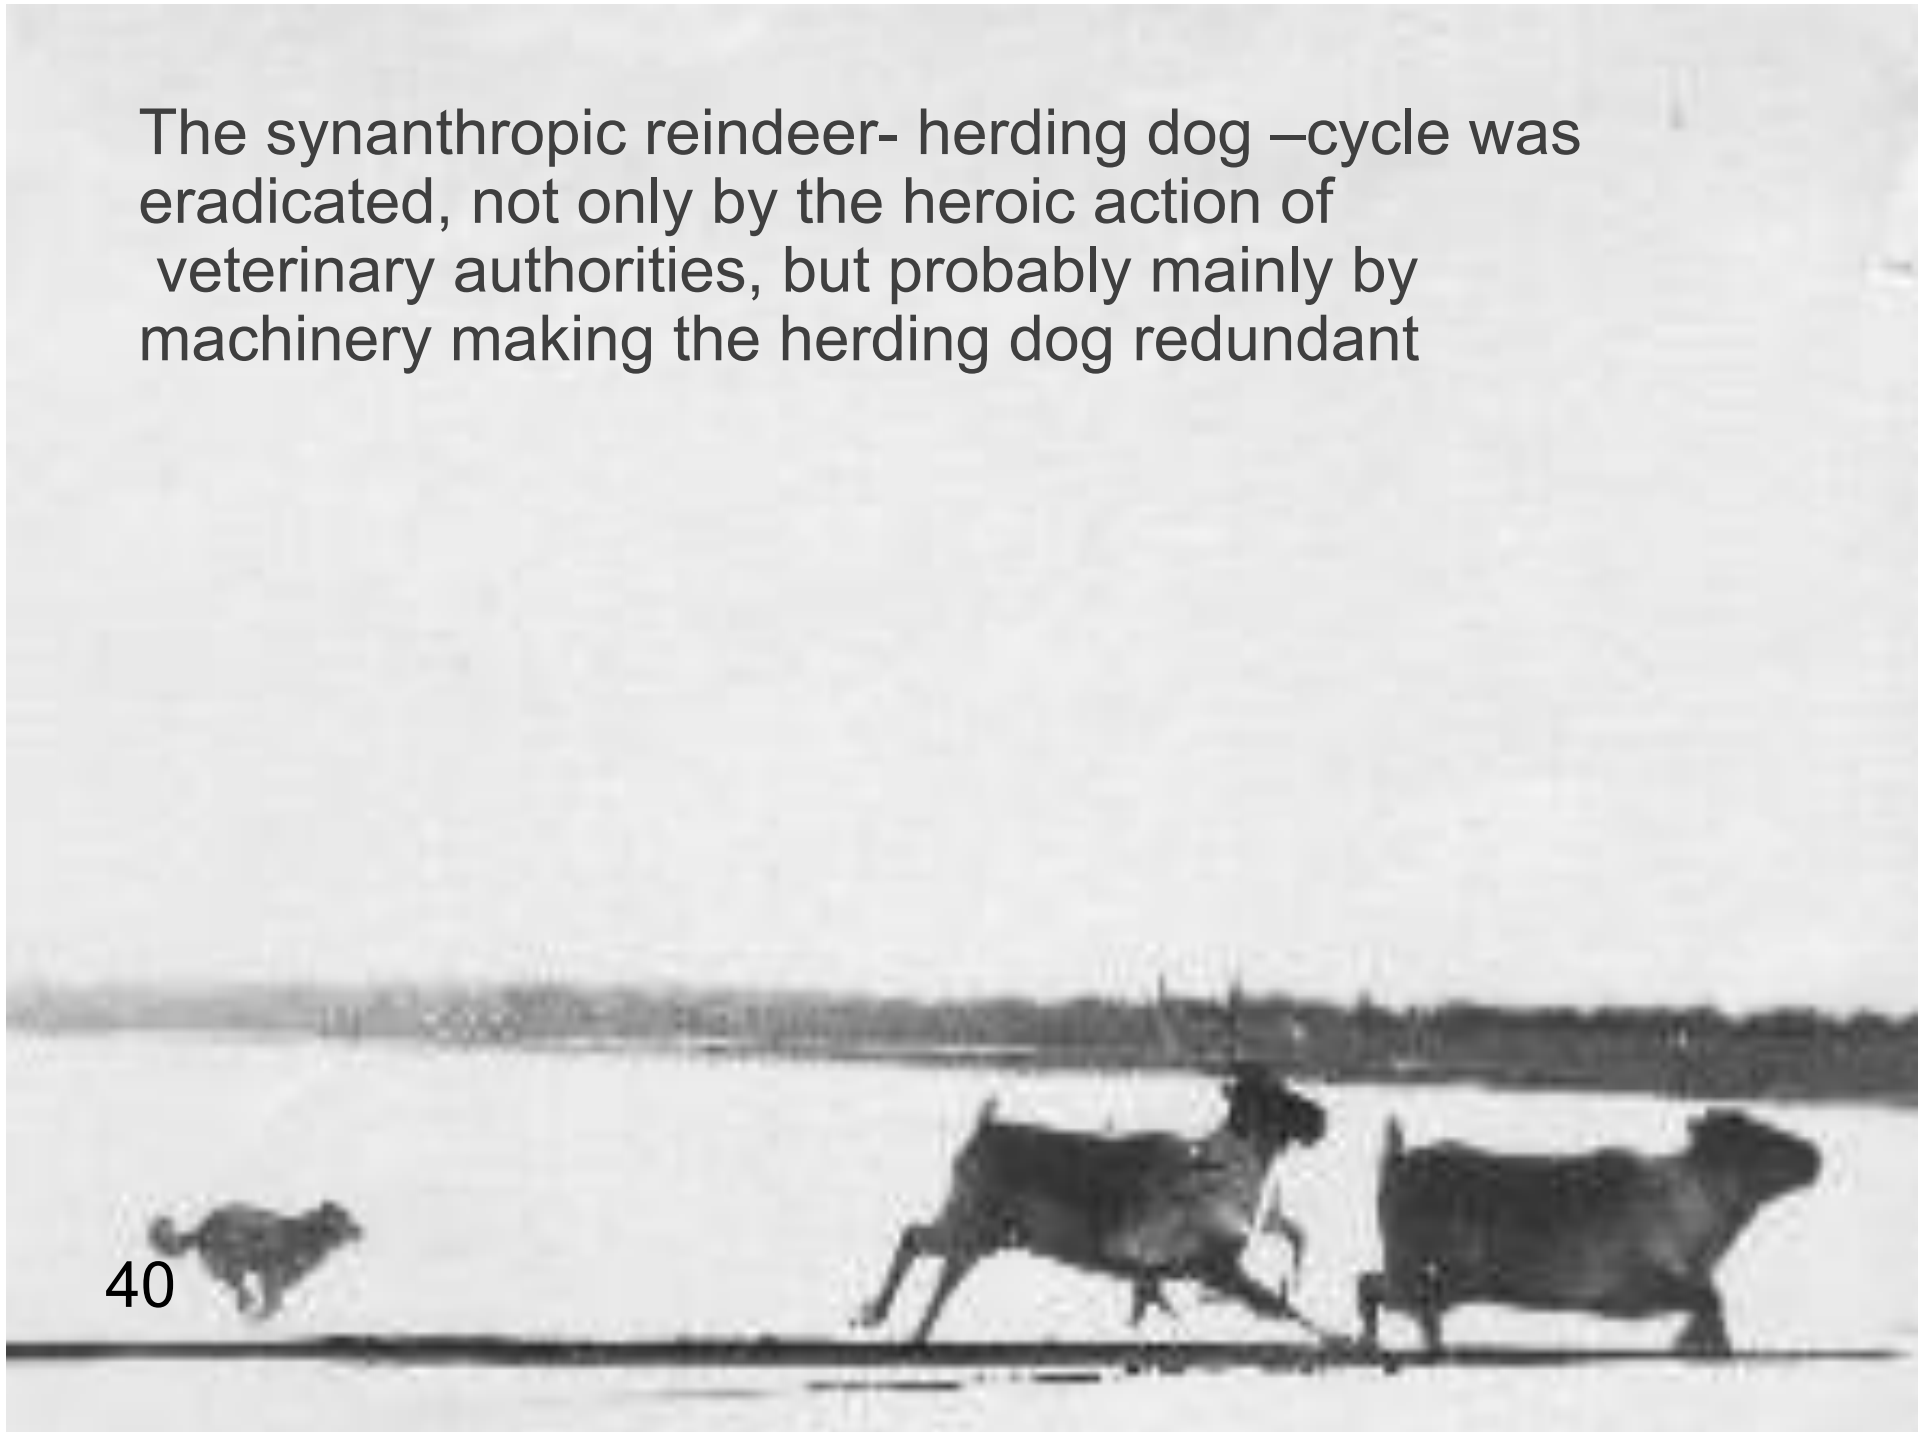 The synanthropic reindeer- herding dog –cycle was
eradicated, not only by the heroic action of
veterinary authorities, but probably mainly by
machinery making the herding dog redundant
40